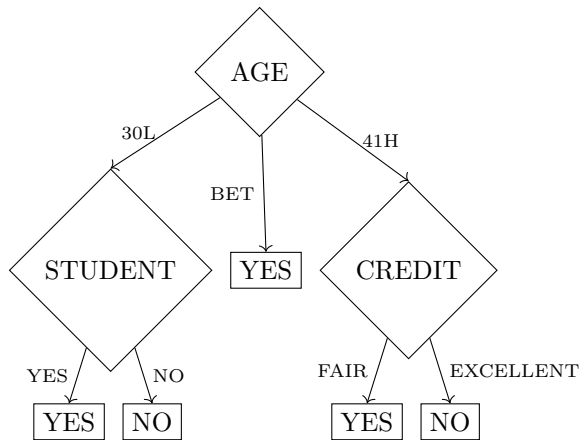 AGE
30L
41H
BET
STUDENT
YES
CREDIT
YES
NO
FAIR
EXCELLENT
YES
NO
YES
NO